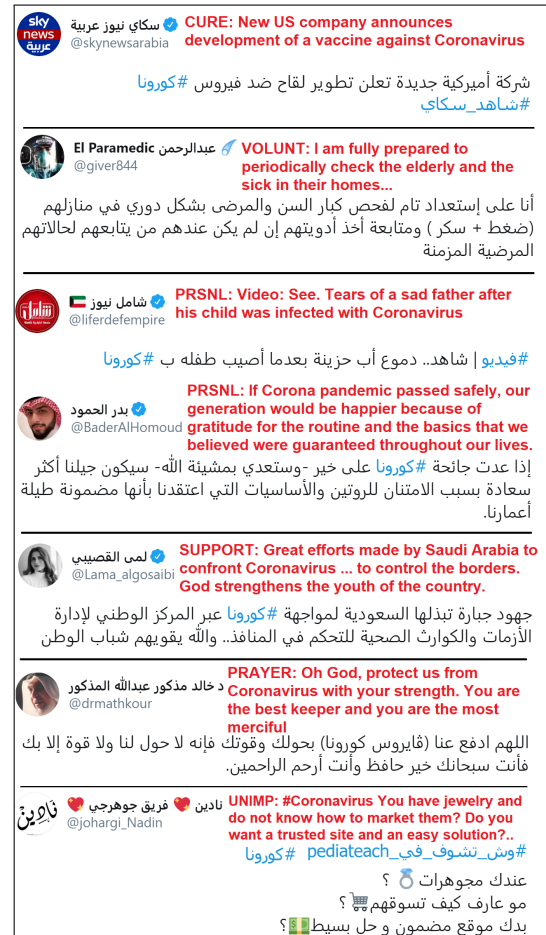 sky news عربية
سكاي نيوز عربية
@skynewsarabia
CURE: New US company announces
development of a vaccine against Coronavirus
شركة أميركية جديدة تعلن تطوير لقاح ضد فيروس #كورونا
#شاهد_سكاي
El Paramedic عبدالرحمن
@giver844
VOLUNT: I am fully prepared to
periodically check the elderly and the
sick in their homes...
أنا على إستعداد تام لفحص كبار السن والمرضى بشكل دوري في منازلهم
(ضغط + سكر ) ومتابعة أخذ أدويتهم إن لم يكن عندهم من يتابعهم لحالاتهم
المرضية المزمنة
شامل
شامل نيوز
@liferdefempire
PRSNL: Video: See. Tears of a sad father after
his child was infected with Coronavirus
#فيديو | شاهد.. دموع أب حزينة بعدما أصيب طفله ب #كورونا
بدر الحمود
@BaderAlHomoud
PRSNL: If Corona pandemic passed safely, our
generation would be happier because of
gratitude for the routine and the basics that we
believed were guaranteed throughout our lives.
إذا عدت جائحة #كورونا على خير -وستعدي بمشيئة الله- سيكون جيلنا أكثر
سعادة بسبب الامتنان للروتين والأساسيات التي اعتقدنا بأنها مضمونة طيلة
أعمارنا.
لمى القصيبي
@Lama_algosaibi
SUPPORT: Great efforts made by Saudi Arabia to
confront Coronavirus ... to control the borders.
God strengthens the youth of the country.
جهود جبارة تبذلها السعودية لمواجهة #كورونا عبر المركز الوطني لإدارة
الأزمات والكوارث الصحية للتحكم في المنافذ.. والله يقويهم شباب الوطن
د خالد مذكور عبدالله المذكور
@drmathkour
PRAYER: Oh God, protect us from
Coronavirus with your strength. You are
the best keeper and you are the most
merciful
اللهم ادفع عنا (ڤايروس كورونا) بحولك وقوتك فإنه لا حول لنا ولا قوة إلا بك
فأنت سبحانك خير حافظ وأنت أرحم الراحمين.
نادين
نادين ❤️ فريق جوهرجي ❤️
@johargi_Nadin
UNIMP: #Coronavirus You have jewelry and
do not know how to market them? Do you
want a trusted site and an easy solution?..
#وش_تشوف_في_pediateach #كورونا
عندك مجوهرات 💍 ؟
مو عارف كيف تسوقهم🛒 ؟
بدك موقع مضمون و حل بسيط💵؟